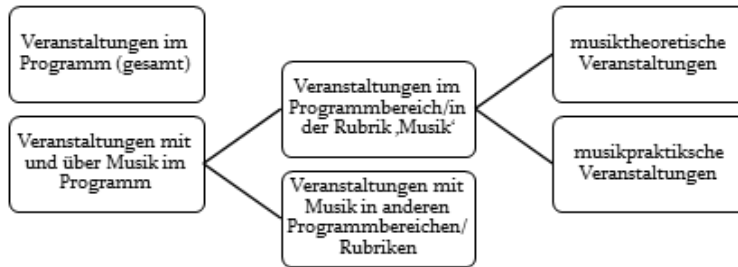 Veranstaltungen im
Programm (gesamt)
Veranstaltungen mit
und über Musik im
Programm
Veranstaltungen im
Programmbereich/in
der Rubrik ‚Musik‘
Veranstaltungen mit
Musik in anderen
Programmbereichen/
Rubriken
musiktheoretische
Veranstaltungen
musikpraktiksche
Veranstaltungen